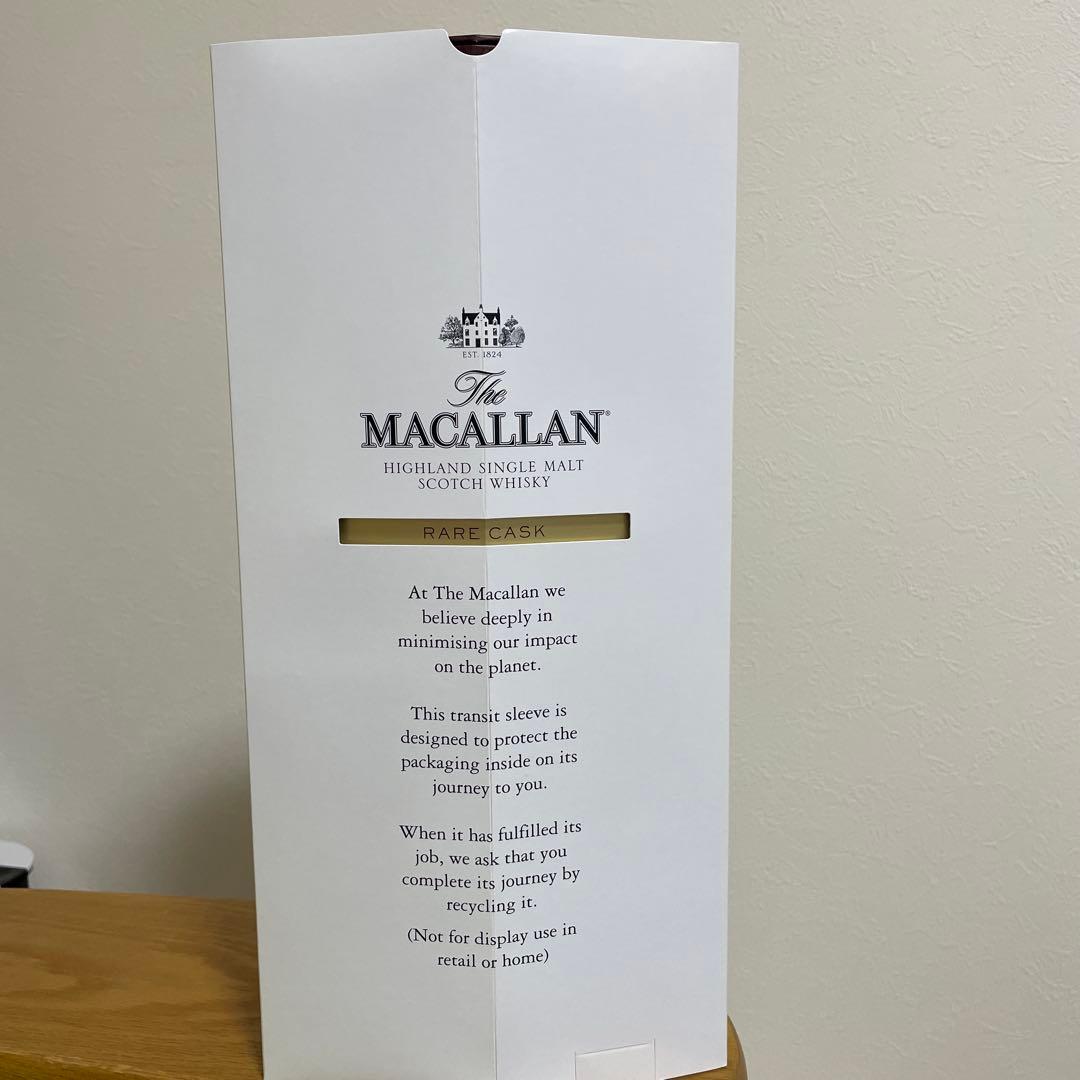 EST. 1824
The
MACALLAN®
HIGHLAND SINGLE MALT
SCOTCH WHISKY
RARE CASK
At The Macallan we
believe deeply in
minimising our impact
on the planet.
This transit sleeve is
designed to protect the
packaging inside on its
journey to you.
When it has fulfilled its
job, we ask that you
complete its journey by
recycling it.
(Not for display use in
retail or home)